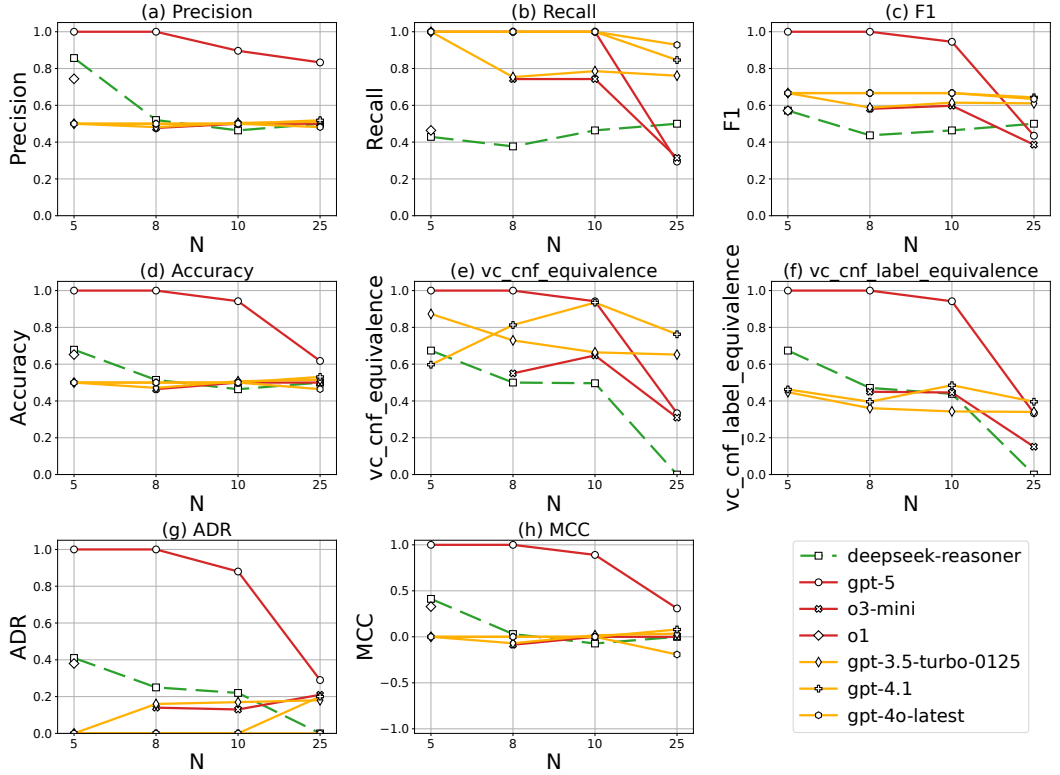 (a) Precision
(b) Recall
(c) F1
1.0
0.8
0.6
0.4
0.2
0.0
Precision
5
8
10
25
N
1.0
0.8
0.6
0.4
0.2
0.0
Recall
5
8
10
25
N
1.0
0.8
0.6
0.4
0.2
0.0
F1
5
8
10
25
N
(d) Accuracy
(e) vc_cnf_equivalence
(f) vc_cnf_label_equivalence
1.0
0.8
0.6
0.4
0.2
0.0
Accuracy
5
8
10
25
N
1.0
0.8
0.6
0.4
0.2
0.0
vc_cnf_equivalence
5
8
10
25
N
1.0
0.8
0.6
0.4
0.2
0.0
vc_cnf_label_equivalence
5
8
10
25
N
(g) ADR
(h) MCC
1.0
0.8
0.6
0.4
0.2
0.0
ADR
5
8
10
25
N
1.0
0.5
0.0
−0.5
−1.0
MCC
5
8
10
25
N
deepseek-reasoner
gpt-5
o3-mini
o1
gpt-3.5-turbo-0125
gpt-4.1
gpt-4o-latest